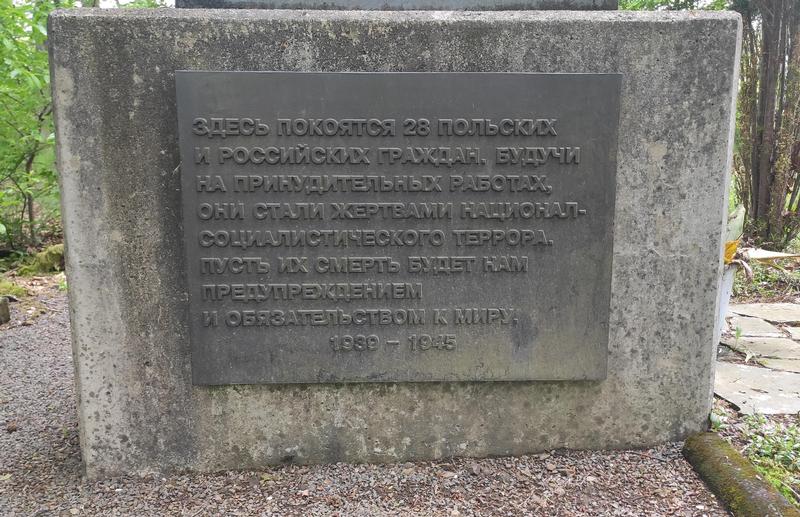 ЗДЕСЬ ПОКОЯТСЯ 28 ПОЛЬСКИХ
И РОССИЙСКИХ ГРАЖДАН. БУДУЧИ
НА ПРИНУДИТЕЛЬНЫХ РАБОТАХ,
ОНИ СТАЛИ ЖЕРТВАМИ НАЦИОНАЛ-
СОЦИАЛИСТИЧЕСКОГО ТЕРРОРА.
ПУСТЬ ИХ СМЕРТЬ БУДЕТ НАМ
ПРЕДУПРЕЖДЕНИЕМ
И ОБЯЗАТЕЛЬСТВОМ К МИРУ.
1939 – 1945